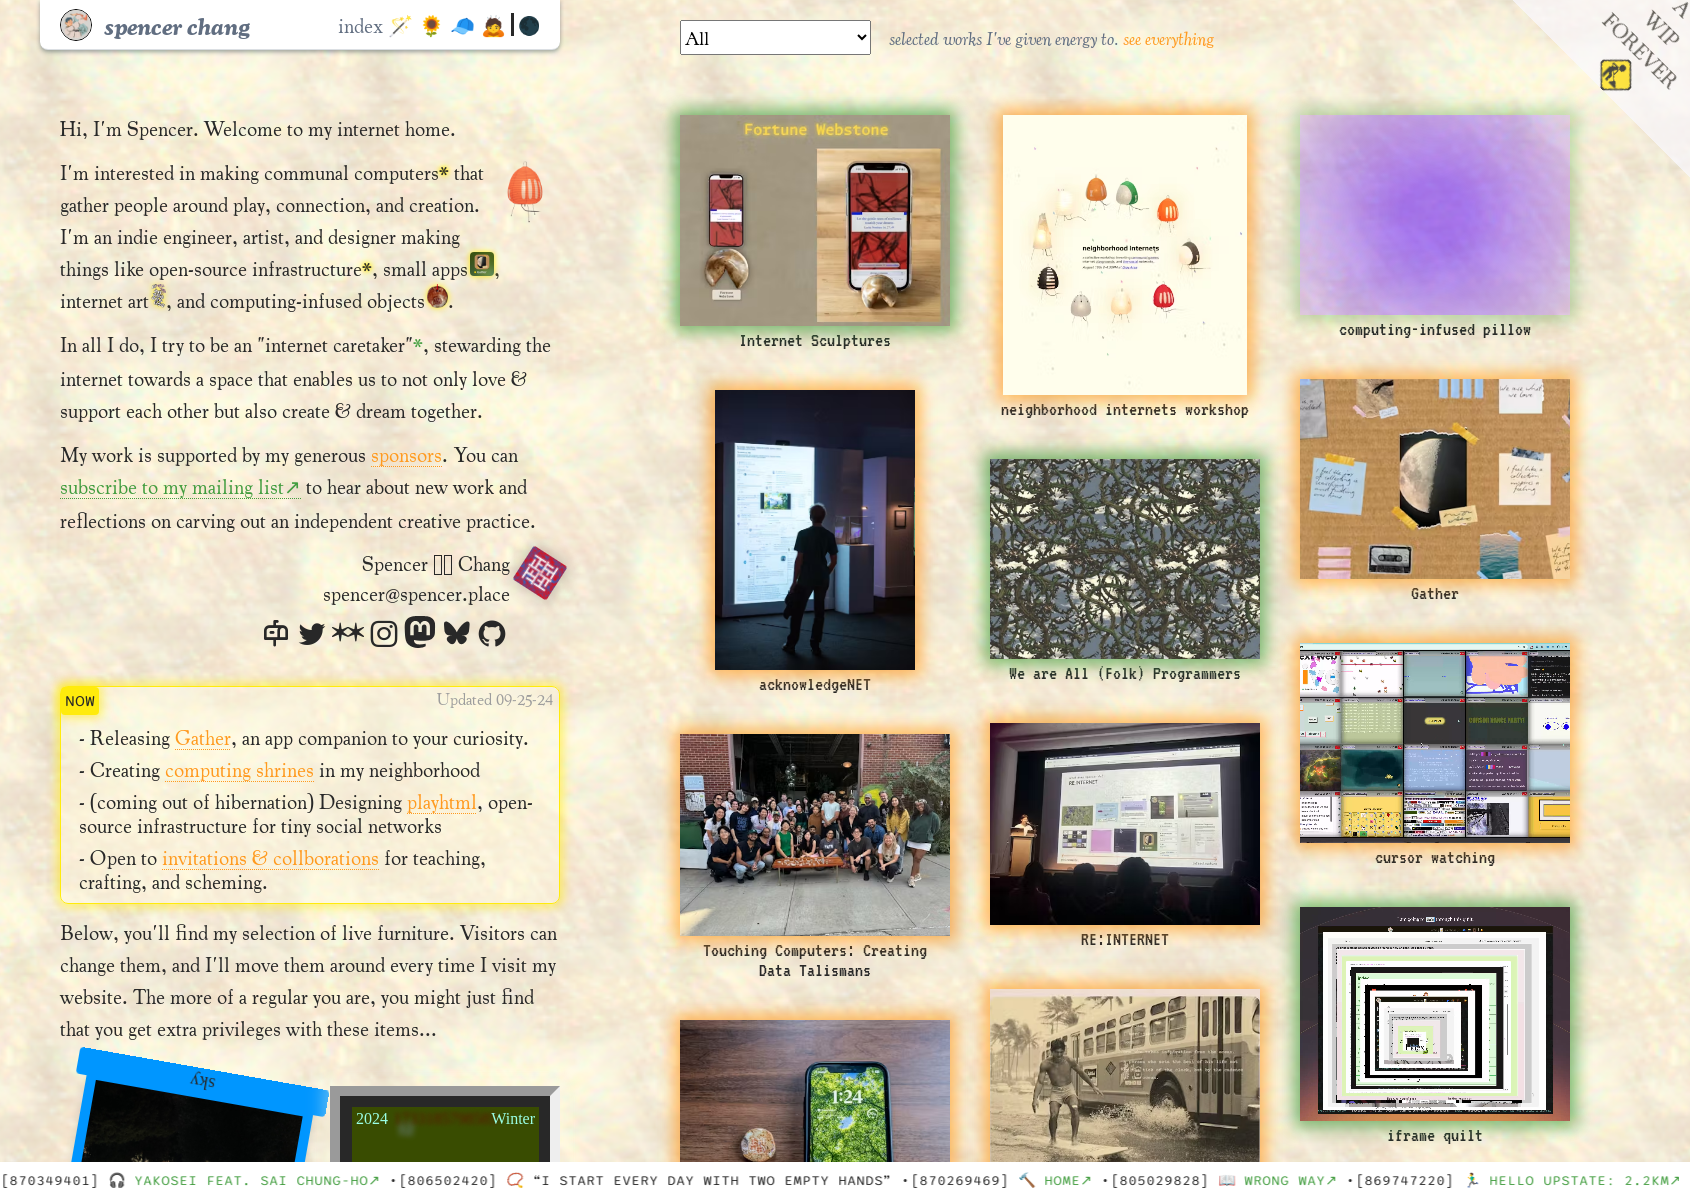 spencer chang
index
All
selected works I've given energy to. see everything
A WIP FOREVER
Hi, I'm Spencer. Welcome to my internet home.
I'm interested in making communal computers* that
gather people around play, connection, and creation.
I'm an indie engineer, artist, and designer making
things like open-source infrastructure*, small apps,
internet art, and computing-infused objects.
In all I do, I try to be an "internet caretaker"*, stewarding the
internet towards a space that enables us to not only love &
support each other but also create & dream together.
My work is supported by my generous sponsors. You can
subscribe to my mailing list↗ to hear about new work and
reflections on carving out an independent creative practice.
Spencer Chang
spencer@spencer.place
NOW
Updated 09-25-24
- Releasing Gather, an app companion to your curiosity.
- Creating computing shrines in my neighborhood
- (coming out of hibernation) Designing playhtml, open-
source infrastructure for tiny social networks
- Open to invitations & collborations for teaching,
crafting, and scheming.
Below, you'll find my selection of live furniture. Visitors can
change them, and I'll move them around every time I visit my
website. The more of a regular you are, you might just find
that you get extra privileges with these items...
sky
2024 Winter
Fortune Webstone
Internet Sculptures
neighborhood internets
neighborhood internets workshop
computing-infused pillow
acknowledgeNET
We are All (Folk) Programmers
Gather
cursor watching
Touching Computers: Creating
Data Talismans
RE:INTERNET
RE:INTERNET
1:24
iframe quilt
[870349401] 🎧 YAKOSEI FEAT. SAI CHUNG-HO↗ •[806502420] 📿 “I START EVERY DAY WITH TWO EMPTY HANDS” •[870269469] 🔨 HOME↗ •[805029828] 📖 WRONG WAY↗ •[869747220] 🏃 HELLO UPSTATE: 2.2KM↗